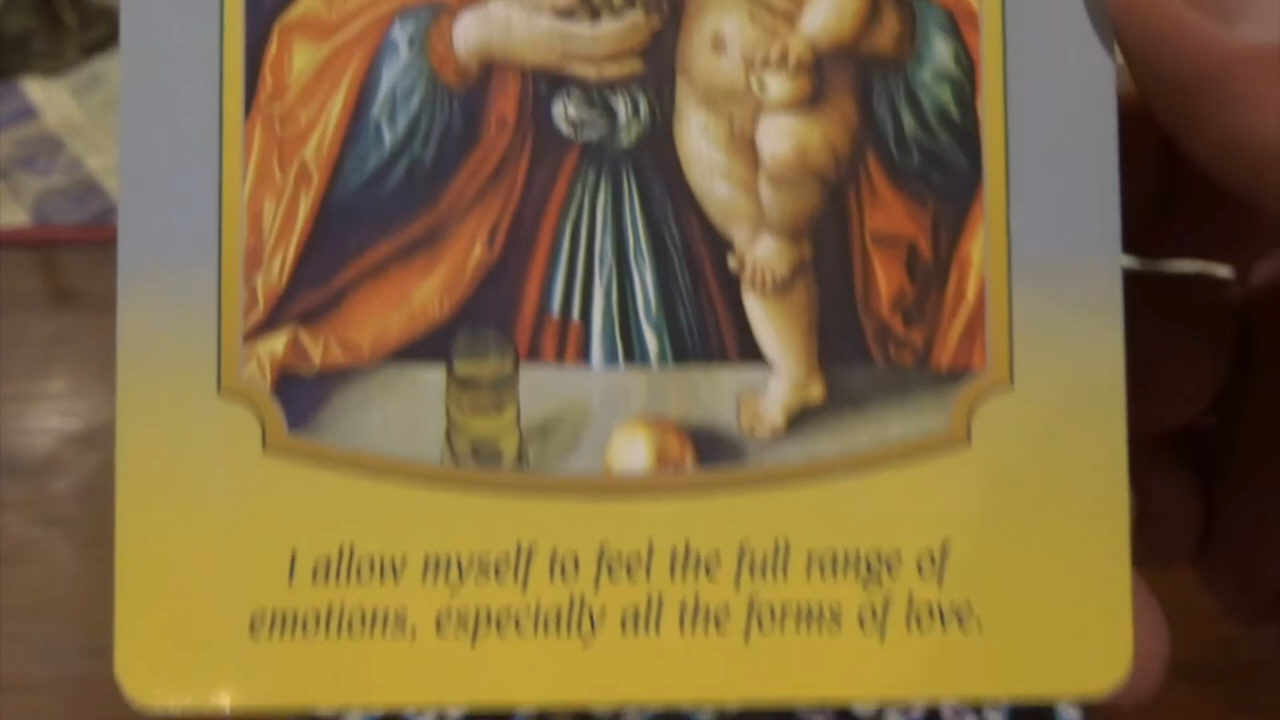 I allow myself to feel the full range of
emotions, especially all the forms of love.